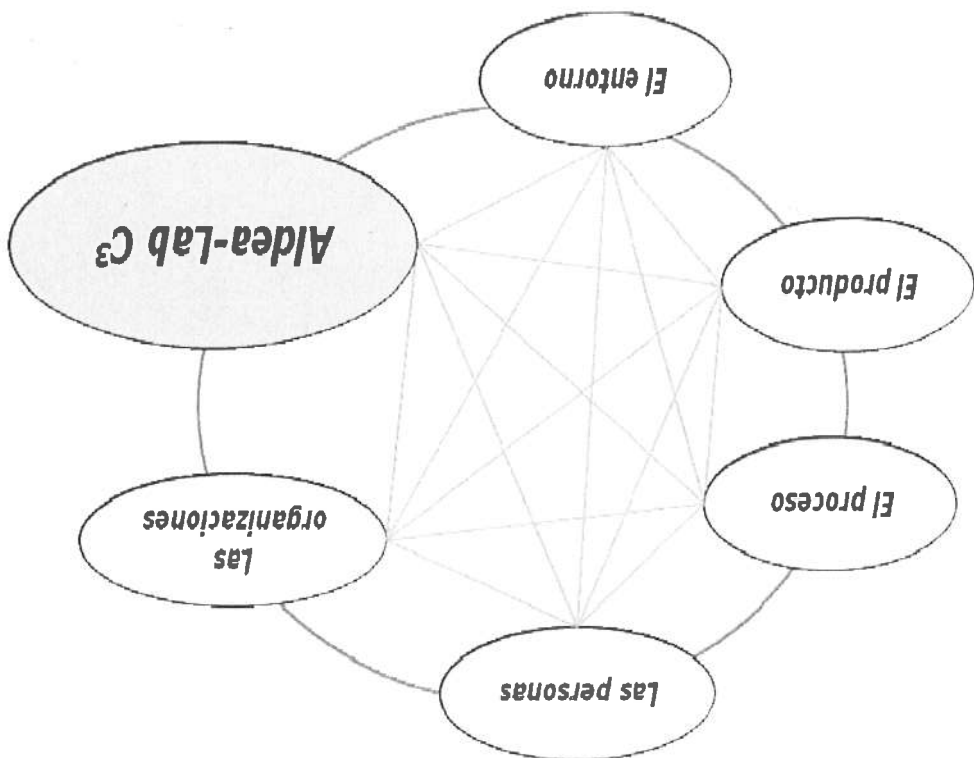 Las personas
Las
organizaciones
El proceso
Aldea-Lab C³
El producto
El entorno